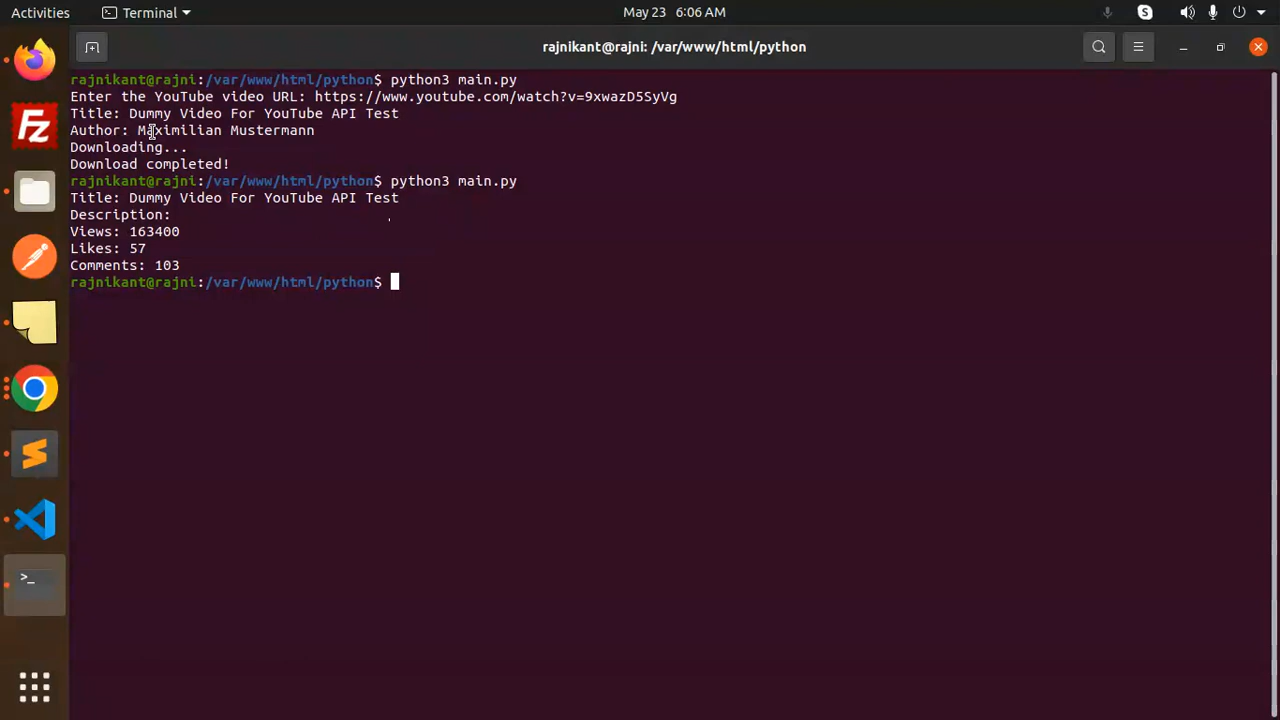 Activities
Terminal
May 23 6:06 AM
rajnikant@rajni: /var/www/html/python
rajnikant@rajni:/var/www/html/python$ python3 main.py
Enter the YouTube video URL: https://www.youtube.com/watch?v=9xwazD5SyVg
Title: Dummy Video For YouTube API Test
Author: Maximilian Mustermann
Downloading...
Download completed!
rajnikant@rajni:/var/www/html/python$ python3 main.py
Title: Dummy Video For YouTube API Test
Description:
Views: 163400
Likes: 57
Comments: 103
rajnikant@rajni:/var/www/html/python$